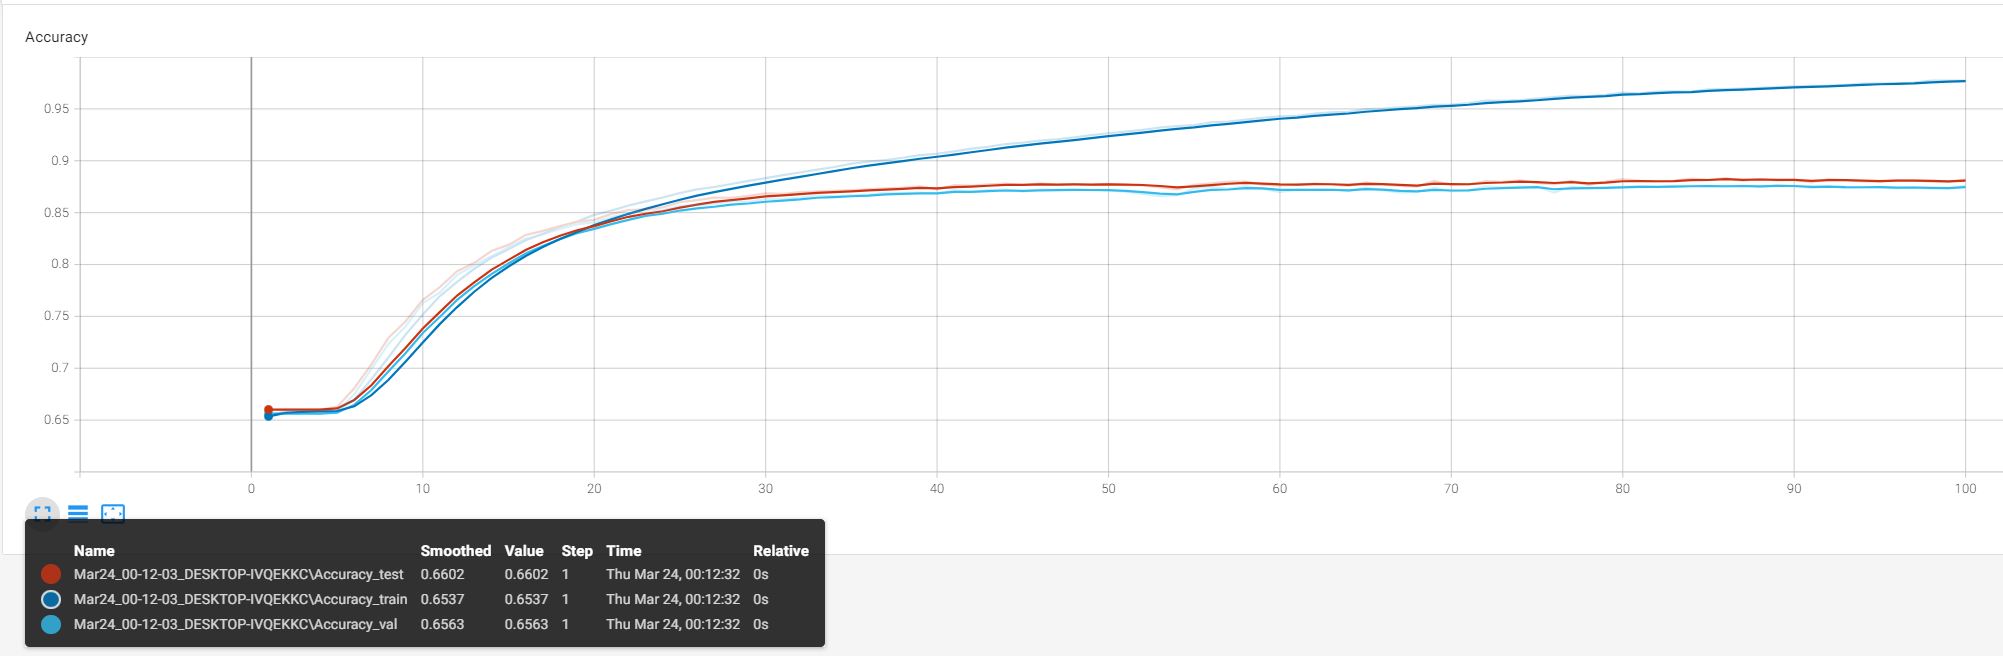 Accuracy
0.95
0.9
0.85
0.8
0.75
0.7
0.65
0 10 20 30 40 50 60 70 80 90 100
Name Smoothed Value Step Time Relative
Mar24_00-12-03_DESKTOP-IVQEKKC\Accuracy_test 0.6602 0.6602 1 Thu Mar 24, 00:12:32 0s
Mar24_00-12-03_DESKTOP-IVQEKKC\Accuracy_train 0.6537 0.6537 1 Thu Mar 24, 00:12:32 0s
Mar24_00-12-03_DESKTOP-IVQEKKC\Accuracy_val 0.6563 0.6563 1 Thu Mar 24, 00:12:32 0s